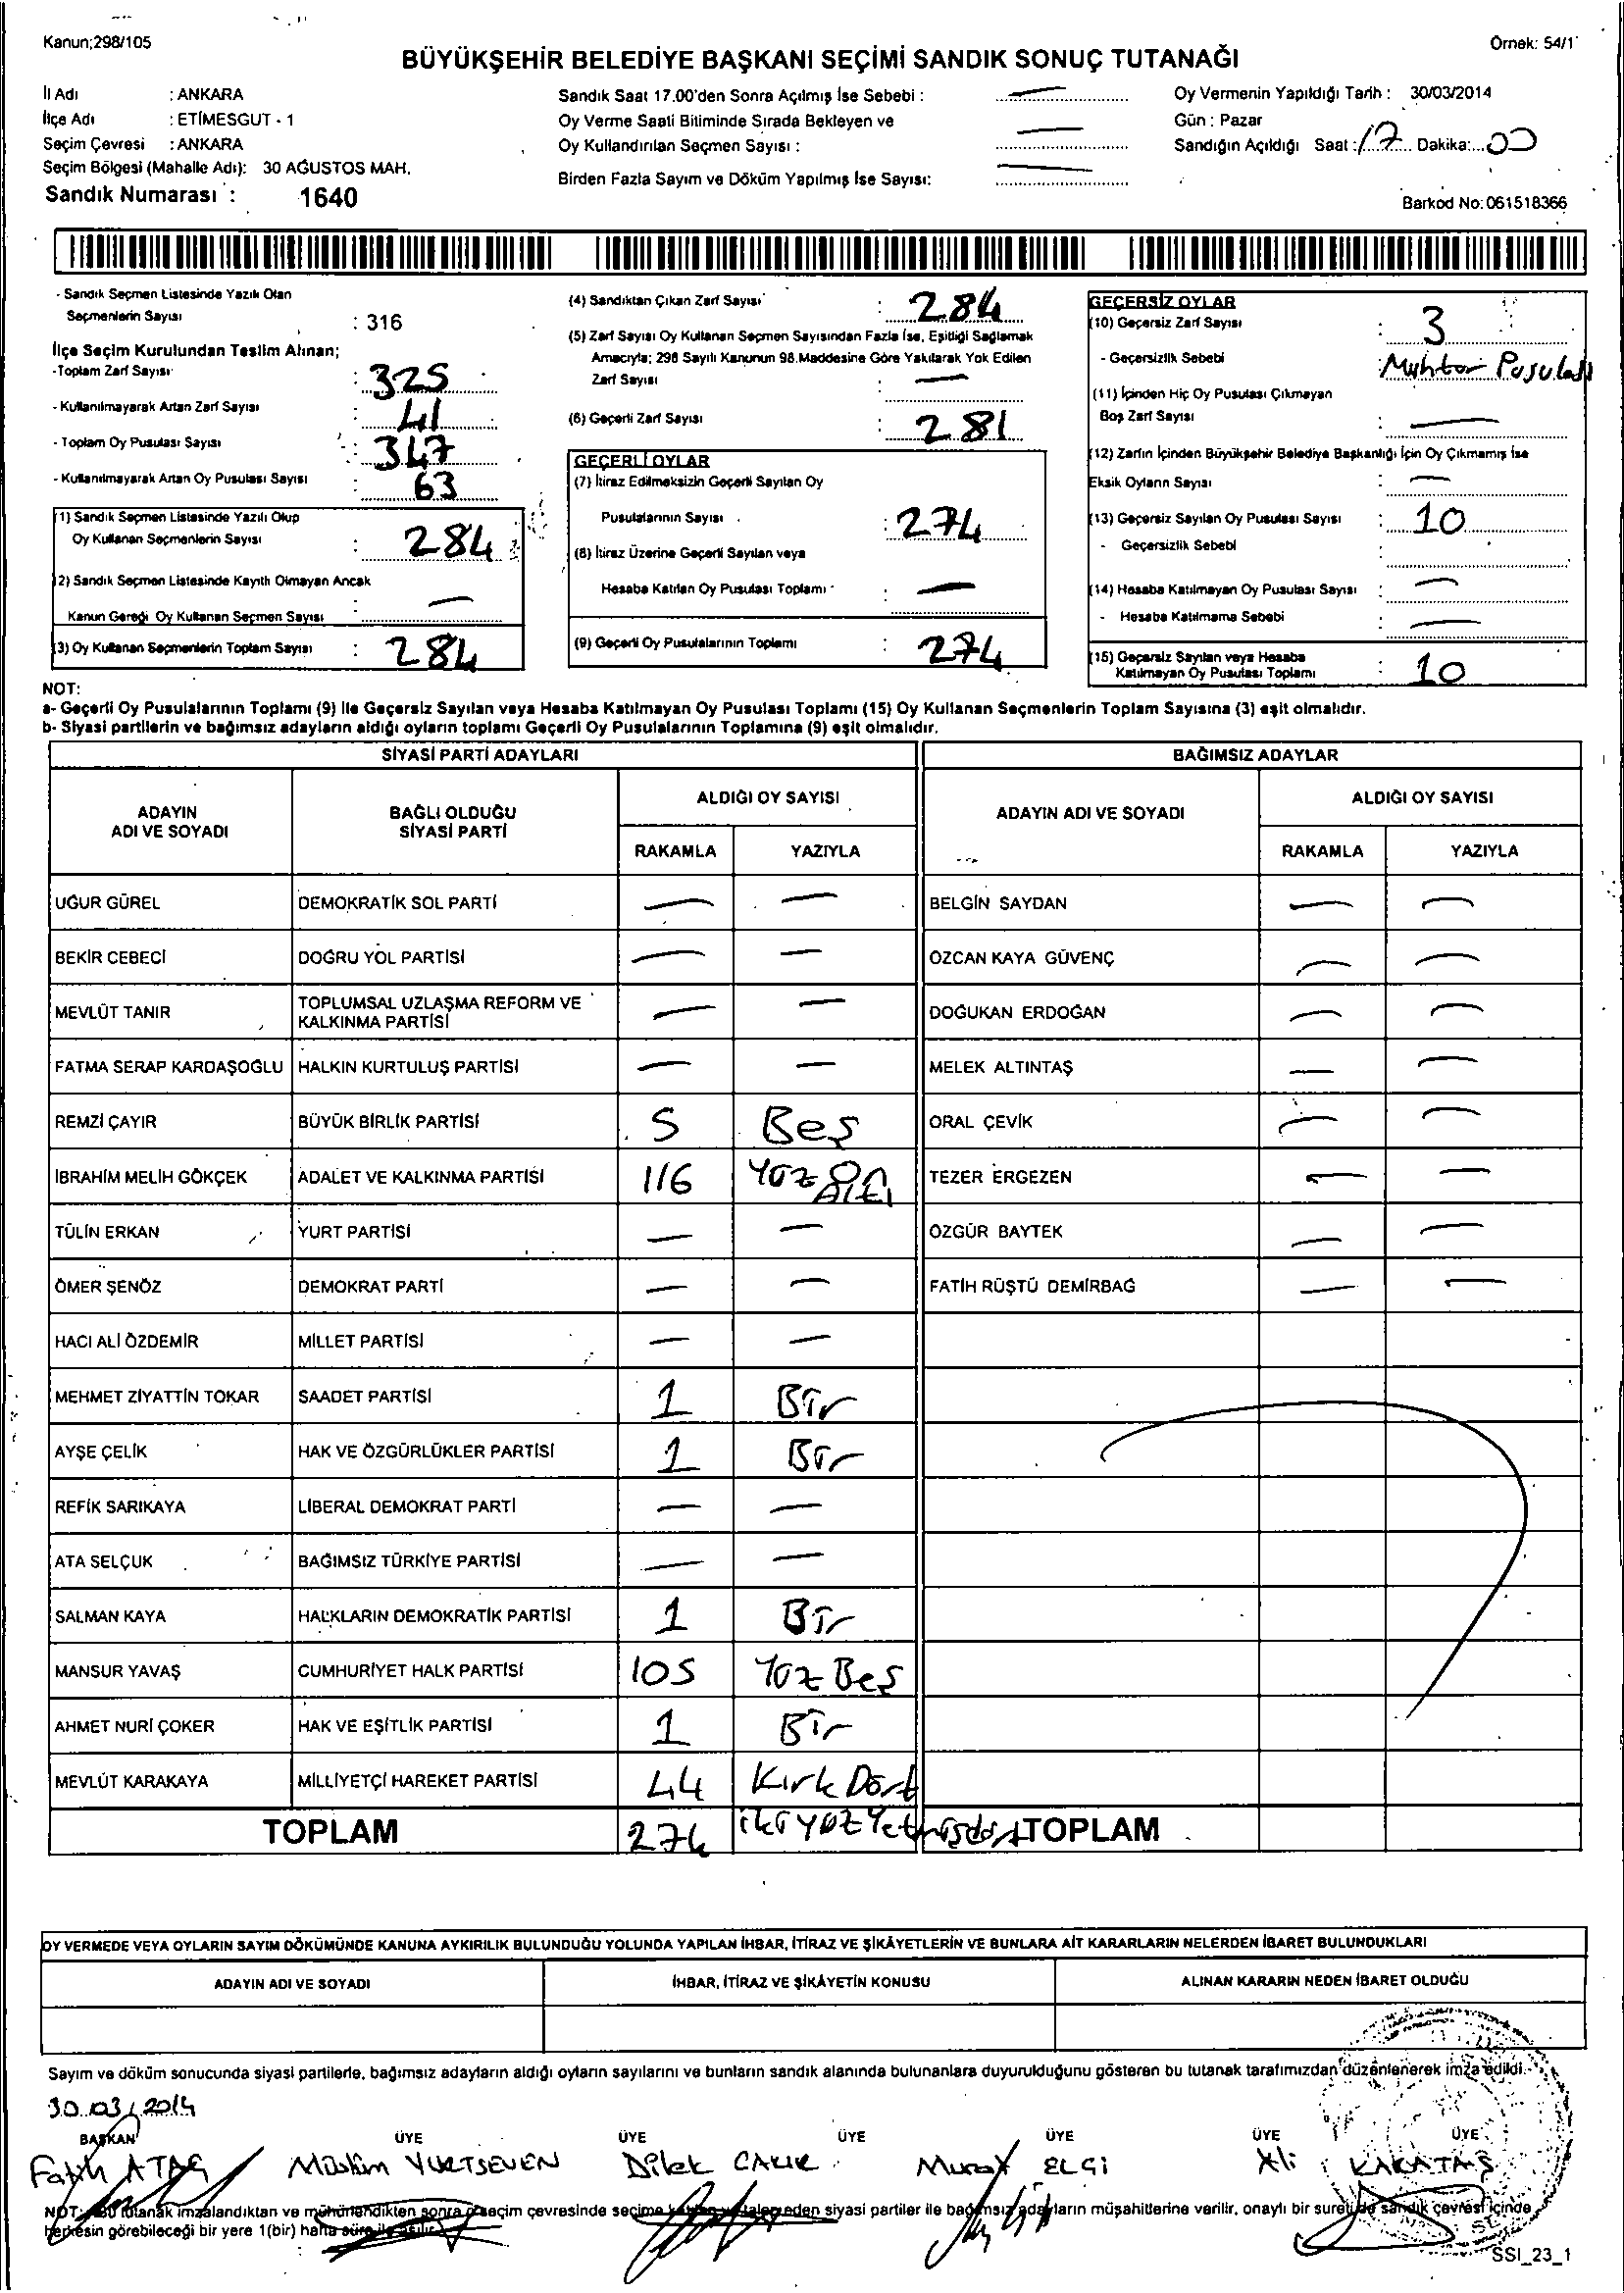 Kanun;298/105
Örnek: 54/1
BÜYÜKŞEHİR BELEDİYE BAŞKANI SEÇİMİ SANDIK SONUÇ TUTANAĞI
İl Adı : ANKARA
İlçe Adı : ETİMESGUT - 1
Seçim Çevresi : ANKARA
Seçim Bölgesi (Mahalle Adı): 30 AĞUSTOS MAH.
Sandık Numarası : 1640
Sandık Saat 17.00'den Sonra Açılmış İse Sebebi : —
Oy Verme Saati Bitiminde Sırada Bekleyen ve
Oy Kullandırılan Seçmen Sayısı : —
Birden Fazla Sayım ve Döküm Yapılmış İse Sayısı: —
Oy Vermenin Yapıldığı Tarih : 30/03/2014
Gün : Pazar
Sandığın Açıldığı Saat : 17 Dakika: 00
Barkod No: 061518366
- Sandık Seçmen Listesinde Yazılı Olan
Seçmenlerin Sayısı : 316
İlçe Seçim Kurulundan Teslim Alınan;
-Toplam Zarf Sayısı : 325
- Kullanılmayarak Artan Zarf Sayısı : 41
- Toplam Oy Pusulası Sayısı : 347
- Kullanılmayarak Artan Oy Pusulası Sayısı : 63
(1) Sandık Seçmen Listesinde Yazılı Olup
Oy Kullanan Seçmenlerin Sayısı : 284
(2) Sandık Seçmen Listesinde Kayıtlı Olmayan Ancak
Kanun Gereği Oy Kullanan Seçmen Sayısı : —
(3) Oy Kullanan Seçmenlerin Toplam Sayısı : 284
(4) Sandıktan Çıkan Zarf Sayısı : 284
(5) Zarf Sayısı Oy Kullanan Seçmen Sayısından Fazla İse, Eşitliği Sağlamak
Amacıyla; 298 Sayılı Kanunun 98.Maddesine Göre Yakılarak Yok Edilen
Zarf Sayısı : —
(6) Geçerli Zarf Sayısı : 281
GEÇERLİ OYLAR
(7) İtiraz Edilmeksizin Geçerli Sayılan Oy
Pusulalarının Sayısı : 274
(8) İtiraz Üzerine Geçerli Sayılan veya
Hesaba Katılan Oy Pusulası Toplamı : —
(9) Geçerli Oy Pusulalarının Toplamı : 274
GEÇERSİZ OYLAR
(10) Geçersiz Zarf Sayısı : 3
- Geçersizlik Sebebi : Muhtar Pusulası
(11) İçinden Hiç Oy Pusulası Çıkmayan
Boş Zarf Sayısı : —
(12) Zarfın İçinden Büyükşehir Belediye Başkanlığı İçin Oy Çıkmamış İse
Eksik Oyların Sayısı : —
(13) Geçersiz Sayılan Oy Pusulası Sayısı : 10
- Geçersizlik Sebebi :
(14) Hesaba Katılmayan Oy Pusulası Sayısı : —
- Hesaba Katılmama Sebebi : —
(15) Geçersiz Sayılan veya Hesaba
Katılmayan Oy Pusulası Toplamı : 10
NOT:
a- Geçerli Oy Pusulalarının Toplamı (9) İle Geçersiz Sayılan veya Hesaba Katılmayan Oy Pusulası Toplamı (15) Oy Kullanan Seçmenlerin Toplam Sayısına (3) eşit olmalıdır.
b- Siyasi partilerin ve bağımsız adayların aldığı oyların toplamı Geçerli Oy Pusulalarının Toplamına (9) eşit olmalıdır.
SİYASİ PARTİ ADAYLARI
BAĞIMSIZ ADAYLAR
ADAYIN ADI VE SOYADI
BAĞLI OLDUĞU SİYASİ PARTİ
ALDIĞI OY SAYISI
RAKAMLA YAZIYLA
ADAYIN ADI VE SOYADI
ALDIĞI OY SAYISI
RAKAMLA YAZIYLA
UĞUR GÜREL DEMOKRATİK SOL PARTİ — — BELGİN SAYDAN — —
BEKİR CEBECİ DOĞRU YOL PARTİSİ — — ÖZCAN KAYA GÜVENÇ — —
MEVLÜT TANIR TOPLUMSAL UZLAŞMA REFORM VE KALKINMA PARTİSİ — — DOĞUKAN ERDOĞAN — —
FATMA SERAP KARDAŞOĞLU HALKIN KURTULUŞ PARTİSİ — — MELEK ALTINTAŞ — —
REMZİ ÇAYIR BÜYÜK BİRLİK PARTİSİ 5 Beş ORAL ÇEVİK — —
İBRAHİM MELİH GÖKÇEK ADALET VE KALKINMA PARTİSİ 116 Yüz On Altı TEZER ERGEZEN — —
TÜLİN ERKAN YURT PARTİSİ — — ÖZGÜR BAYTEK — —
ÖMER ŞENÖZ DEMOKRAT PARTİ — — FATİH RÜŞTÜ DEMİRBAĞ — —
HACI ALİ ÖZDEMİR MİLLET PARTİSİ — —
MEHMET ZİYATTİN TOKAR SAADET PARTİSİ 1 Bir
AYŞE ÇELİK HAK VE ÖZGÜRLÜKLER PARTİSİ 1 Bir
REFİK SARIKAYA LİBERAL DEMOKRAT PARTİ — —
ATA SELÇUK BAĞIMSIZ TÜRKİYE PARTİSİ — —
SALMAN KAYA HALKLARIN DEMOKRATİK PARTİSİ 1 Bir
MANSUR YAVAŞ CUMHURİYET HALK PARTİSİ 105 Yüz Beş
AHMET NURİ ÇOKER HAK VE EŞİTLİK PARTİSİ 1 Bir
MEVLÜT KARAKAYA MİLLİYETÇİ HAREKET PARTİSİ 44 Kırk Dört
TOPLAM 274 iki yüz Yetmişdört TOPLAM
OY VERMEDE VEYA OYLARIN SAYIM DÖKÜMÜNDE KANUNA AYKIRILIK BULUNDUĞU YOLUNDA YAPILAN İHBAR, İTİRAZ VE ŞİKÂYETLERİN VE BUNLARA AİT KARARLARIN NELERDEN İBARET BULUNDUKLARI
ADAYIN ADI VE SOYADI İHBAR, İTİRAZ VE ŞİKÂYETİN KONUSU ALINAN KARARIN NEDEN İBARET OLDUĞU
Sayım ve döküm sonucunda siyasi partilerle, bağımsız adayların aldığı oyların sayılarını ve bunların sandık alanında bulunanlara duyurulduğunu gösteren bu tutanak tarafımızdan düzenlenerek imza edildi.
30.03/2014
BAŞKAN ÜYE ÜYE ÜYE ÜYE ÜYE ÜYE
Fatih ATAŞ Müslüm YURTSEVEN Dilek CAKIR Murat ELÇİ Ali KARATAŞ
NOT: Bu tutanak imzalandıktan ve mühürlendikten sonra o seçim çevresinde seçime katılan ve talep eden siyasi partiler ile bağımsız adayların müşahitlerine verilir, onaylı bir sureti de sandık çevresi içinde
herkesin görebileceği bir yere 1(bir) hafta süre ile asılır.
SSI_23_1